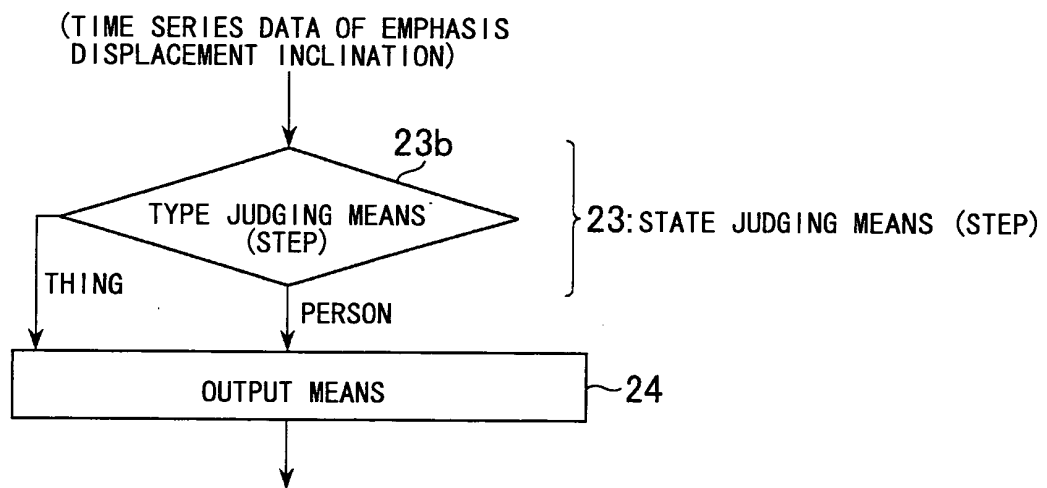 (TIME SERIES DATA OF EMPHASIS
DISPLACEMENT INCLINATION)
23b
TYPE JUDGING MEANS
(STEP)
23:STATE JUDGING MEANS (STEP)
THING
PERSON
OUTPUT MEANS
24